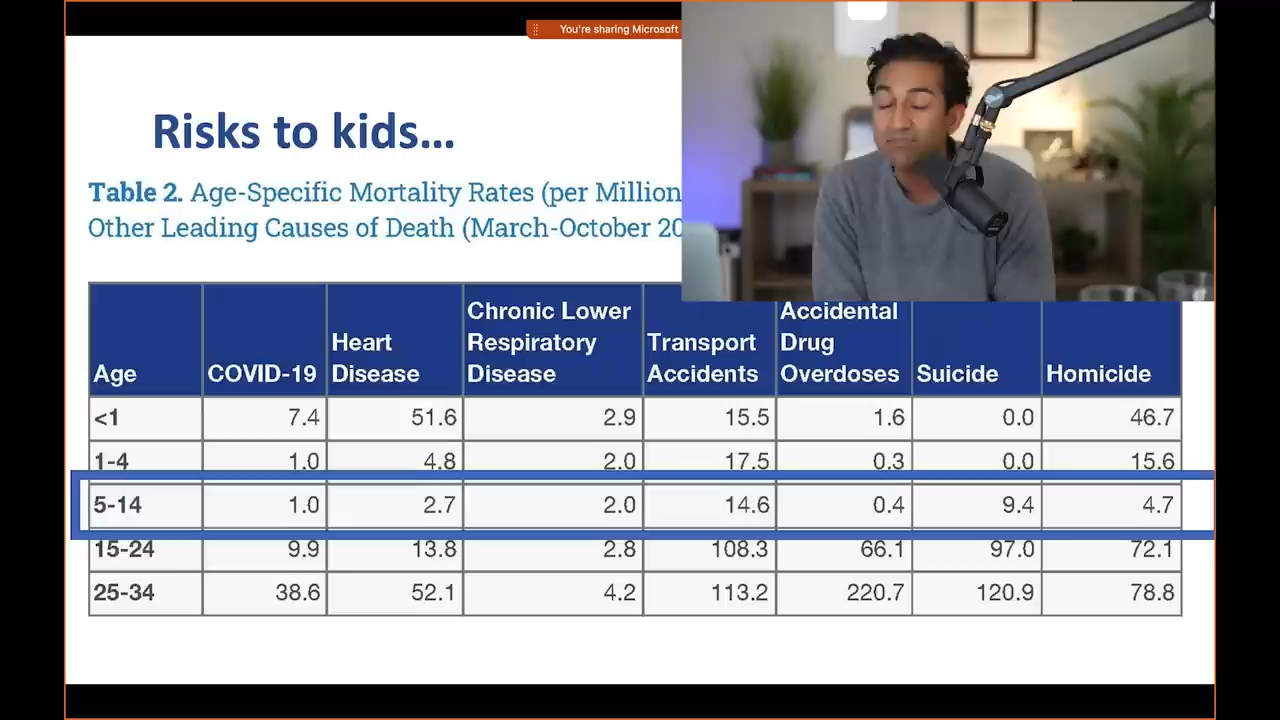 You're sharing Microsoft
Risks to kids...
Table 2. Age-Specific Mortality Rates (per Million
Other Leading Causes of Death (March-October 20
Age COVID-19 Heart Disease Chronic Lower Respiratory Disease Transport Accidents Accidental Drug Overdoses Suicide Homicide
<1 7.4 51.6 2.9 15.5 1.6 0.0 46.7
1-4 1.0 4.8 2.0 17.5 0.3 0.0 15.6
5-14 1.0 2.7 2.0 14.6 0.4 9.4 4.7
15-24 9.9 13.8 2.8 108.3 66.1 97.0 72.1
25-34 38.6 52.1 4.2 113.2 220.7 120.9 78.8